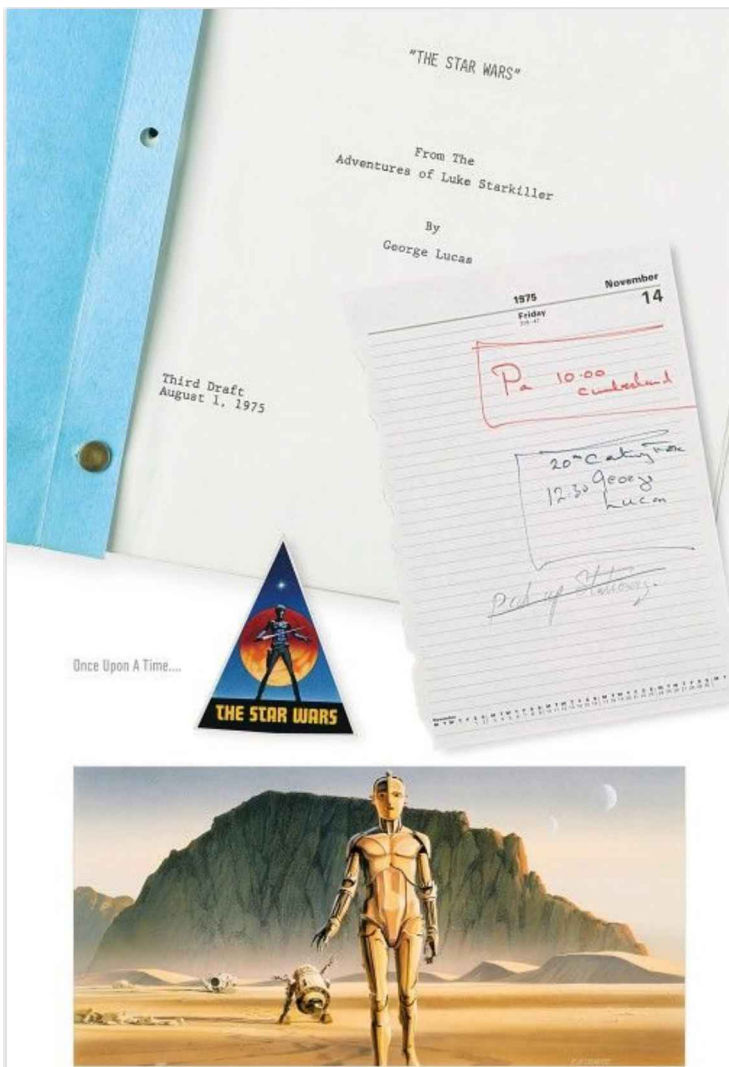 "THE STAR WARS"
From The
Adventures of Luke Starkiller
By
George Lucas
Third Draft
August 1, 1975
1975
November
Friday
14
Pa 10.00
Cumberland
20th Century
12.30 George
Lucas
Pick up Stationery.
Once Upon A Time....
THE STAR WARS
November